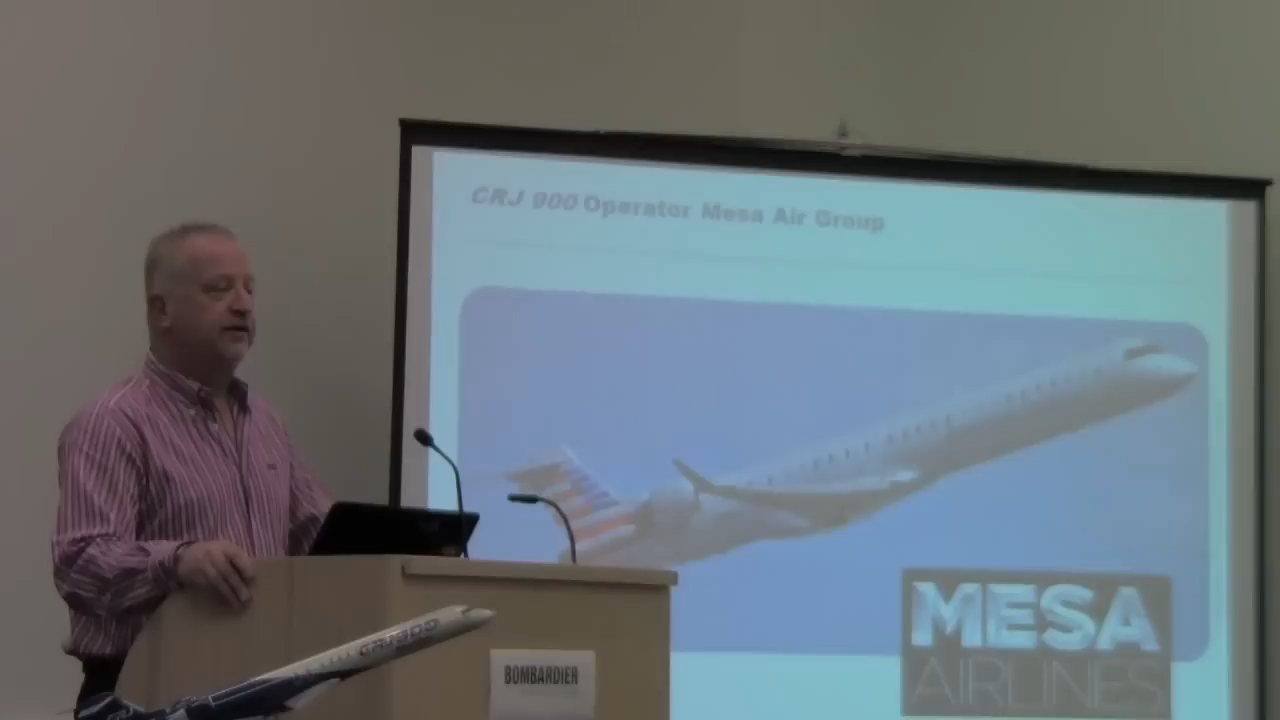 CRJ 900 Operator Mesa Air Group
MESA
AIRLINES
CRJ900
BOMBARDIER